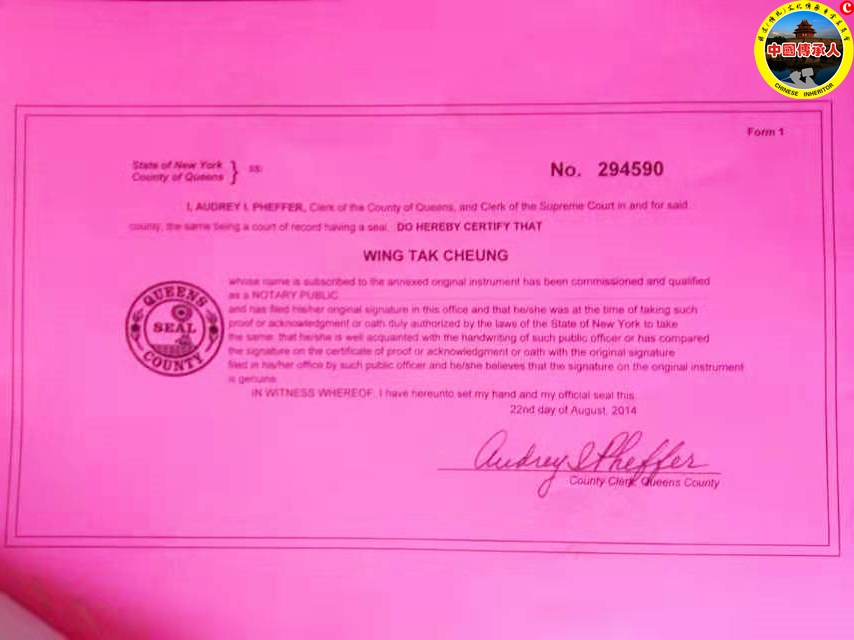 中國傳承人
CHINESE INHERITOR
Form 1
State of New York
County of Queens } ss:
No. 294590
I, AUDREY I. PHEFFER, Clerk of the County of Queens, and Clerk of the Supreme Court in and for said
county, the same being a court of record having a seal, DO HEREBY CERTIFY THAT
WING TAK CHEUNG
whose name is subscribed to the annexed original instrument has been commissioned and qualified
as a NOTARY PUBLIC
and has filed his/her original signature in this office and that he/she was at the time of taking such
proof or acknowledgment or oath duly authorized by the laws of the State of New York to take
the same: that he/she is well acquainted with the handwriting of such public officer or has compared
the signature on the certificate of proof or acknowledgment or oath with the original signature
filed in his/her office by such public officer and he/she believes that the signature on the original instrument
is genuine.
QUEENS
SEAL
COUNTY
IN WITNESS WHEREOF, I have hereunto set my hand and my official seal this
22nd day of August, 2014
Audrey I Pheffer
County Clerk, Queens County